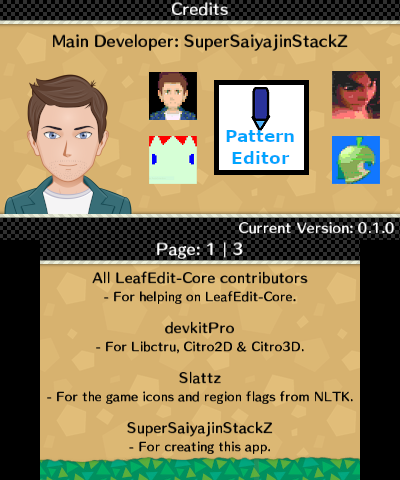 Credits
Main Developer: SuperSaiyajinStackZ
Pattern
Editor
Current Version: 0.1.0
Page: 1 | 3
All LeafEdit-Core contributors
- For helping on LeafEdit-Core.
devkitPro
- For Libctru, Citro2D & Citro3D.
Slattz
- For the game icons and region flags from NLTK.
SuperSaiyajinStackZ
- For creating this app.